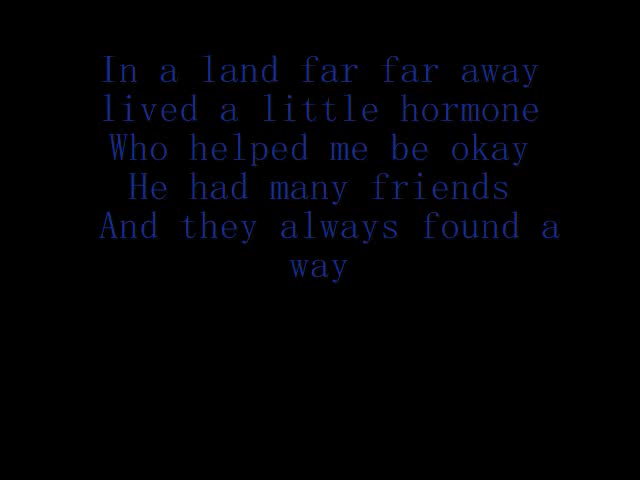 In a land far far away
lived a little hormone
Who helped me be okay
He had many friends
And they always found a
way